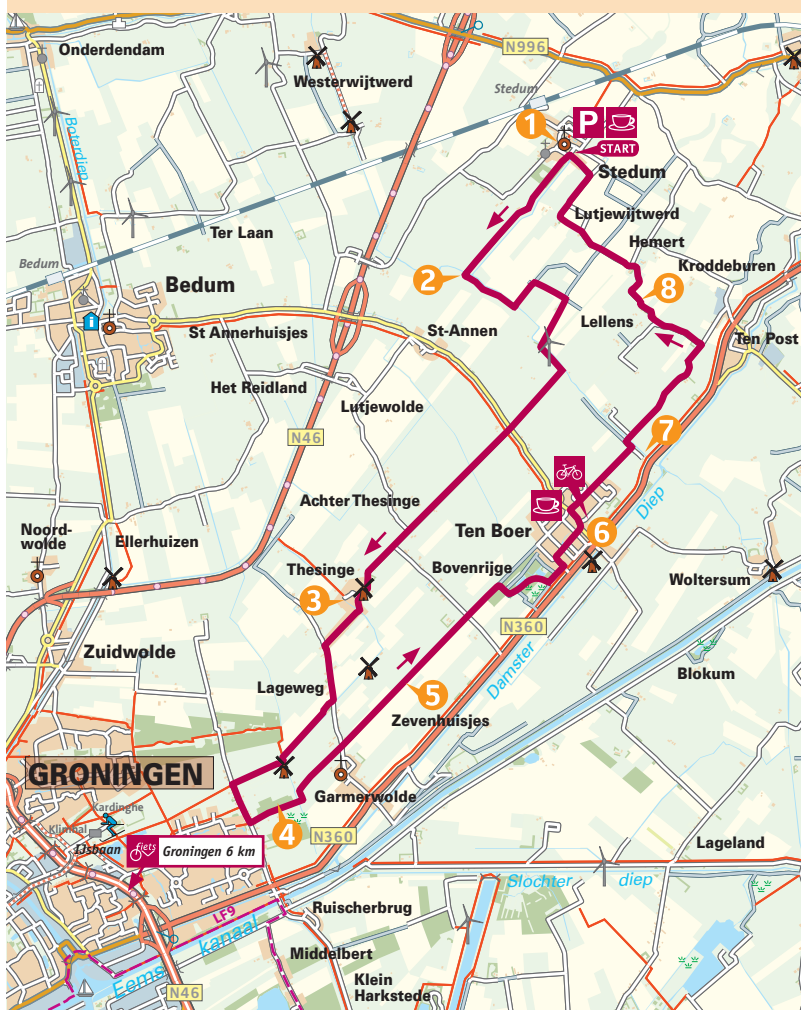 Onderdendam
N996
Westerwijtwerd
Stedum
1
P
START
Stedum
Boterdiep
Lutjewijtwerd
Ter Laan
Hemert
Bedum
Kroddeburen
2
8
Bedum
i
St Annerhuisjes
St-Annen
Lellens
Ten Post
Het Reidland
Lutjewolde
N46
7
Achter Thesinge
Diep
Noord-
wolde
Ellerhuizen
Ten Boer
6
Thesinge
Bovenrijge
Woltersum
3
N360
Zuidwolde
Damster
Blokum
Lageweg
5
Zevenhuisjes
GRONINGEN
Garmerwolde
Kardinghe
4
Klimhal
N360
IJsbaan
fiets
Groningen 6 km
Lageland
Slochter
diep
LF9
Ruischerbrug
Eems
kanaal
Middelbert
Klein
Harkstede
N46